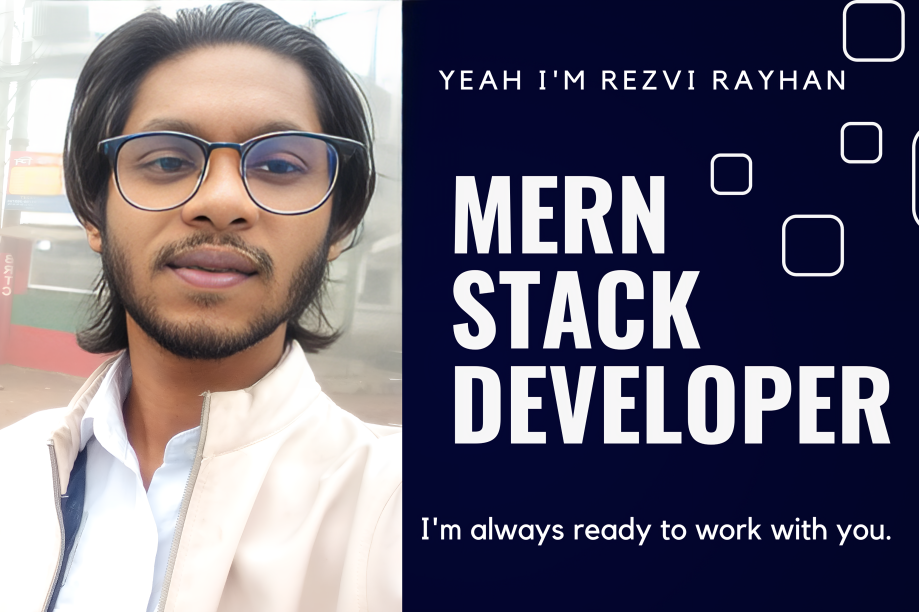 YEAH I'M REZVI RAYHAN
MERN
STACK
DEVELOPER
I'm always ready to work with you.